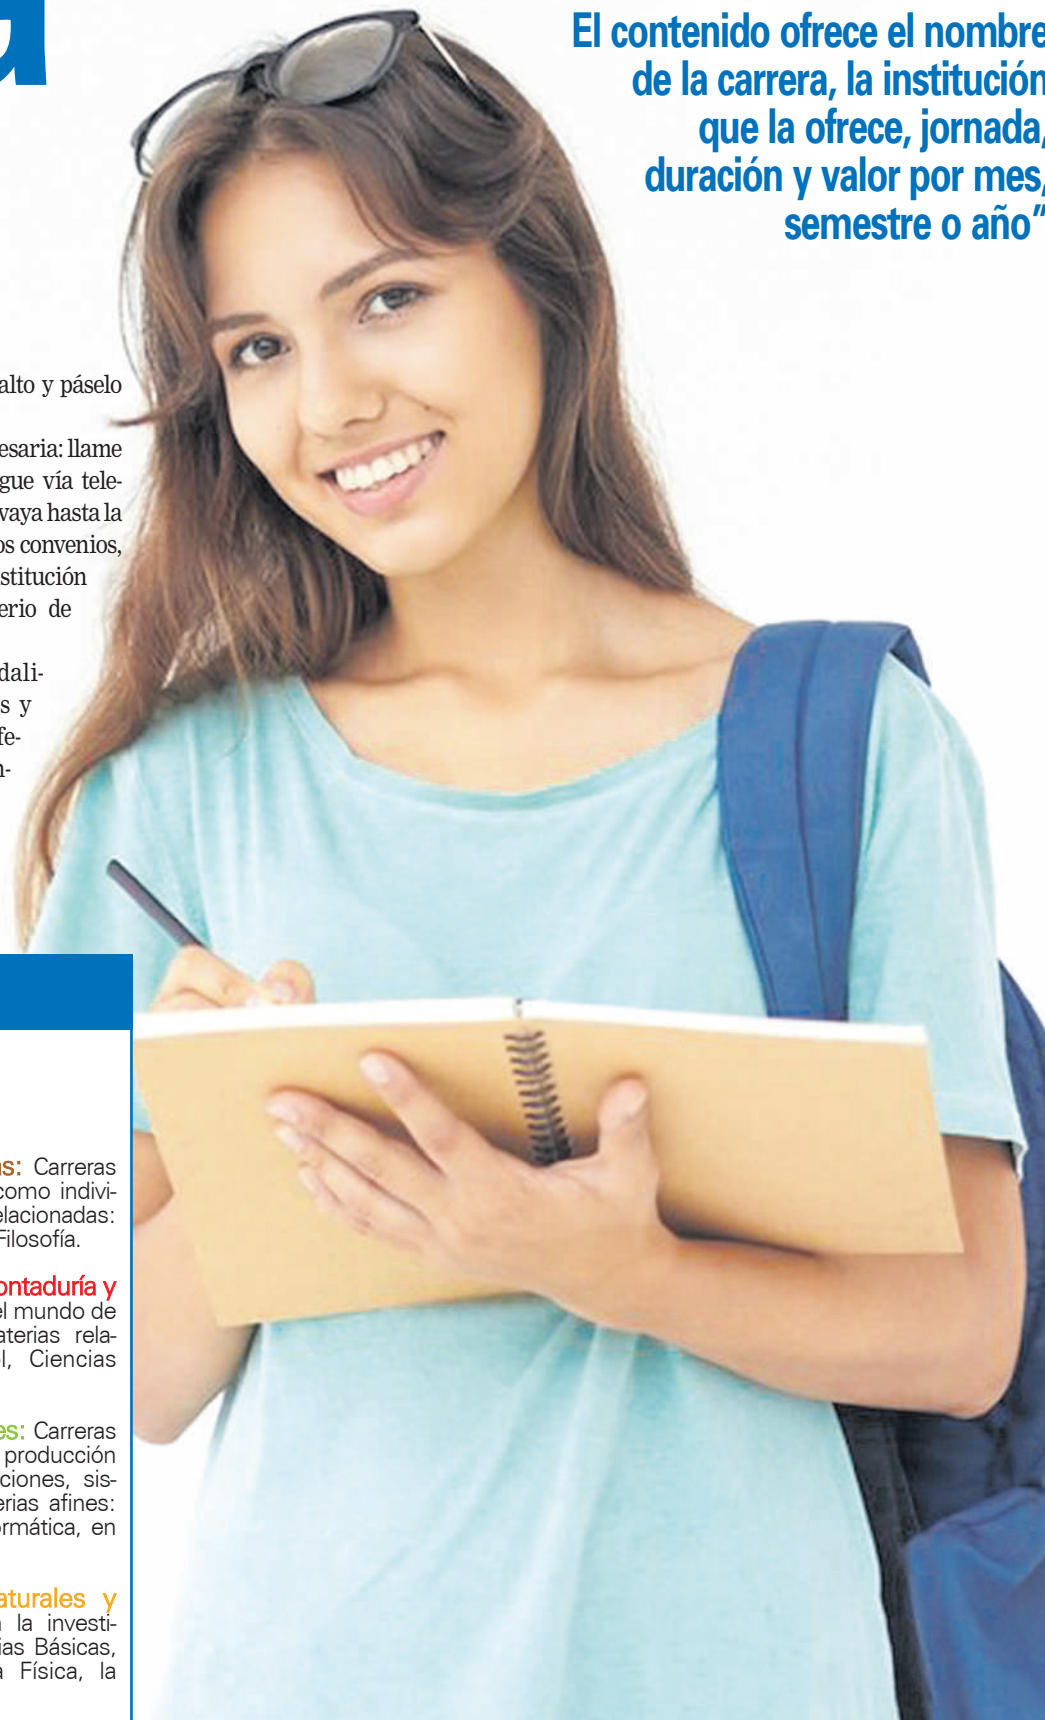 El contenido ofrece el nombre
de la carrera, la institución
que la ofrece, jornada,
duración y valor por mes,
semestre o año”
alto y páselo
esaria: llame
gue vía tele-
vaya hasta la
os convenios,
stitución
erio de
dali-
s y
fe-
n-
as: Carreras
como indivi-
elacionadas:
Filosofía.
ontaduría y
el mundo de
aterias rela-
l, Ciencias
es: Carreras
producción
ciones, sis-
erias afines:
ormática, en
aturales y
la investi-
ias Básicas,
a Física, la